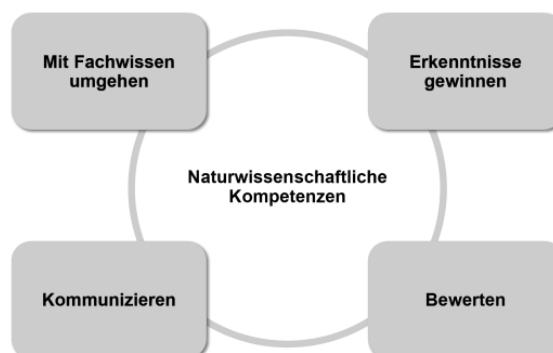 Mit Fachwissen
umgehen
Erkenntnisse
gewinnen
Naturwissenschaftliche
Kompetenzen
Kommunizieren
Bewerten